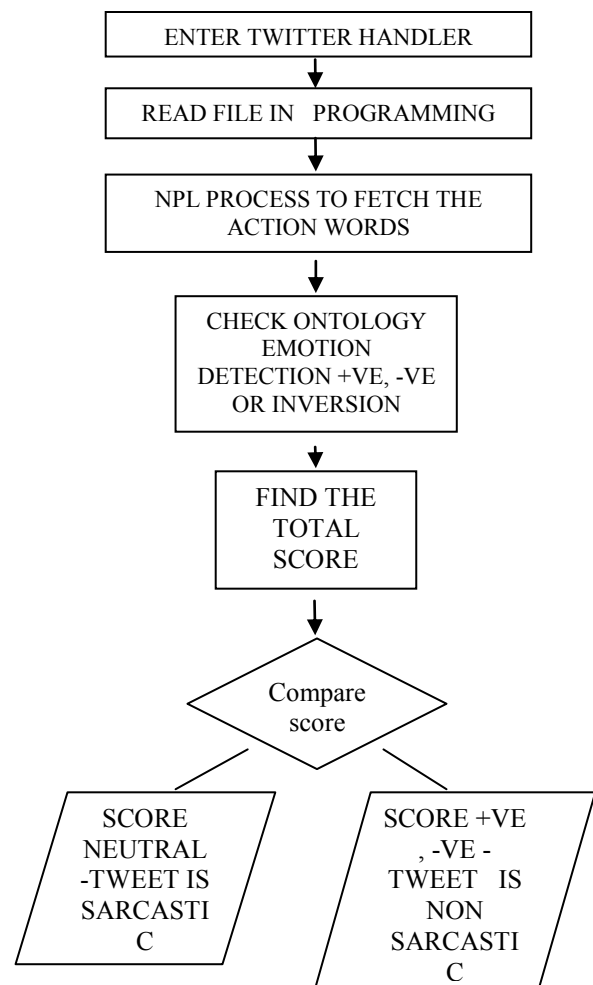 ENTER TWITTER HANDLER
READ FILE IN PROGRAMMING
NPL PROCESS TO FETCH THE
ACTION WORDS
CHECK ONTOLOGY
EMOTION
DETECTION +VE, -VE
OR INVERSION
FIND THE
TOTAL
SCORE
Compare
score
SCORE
NEUTRAL
-TWEET IS
SARCASTI
C
SCORE +VE
, -VE -
TWEET IS
NON
SARCASTI
C